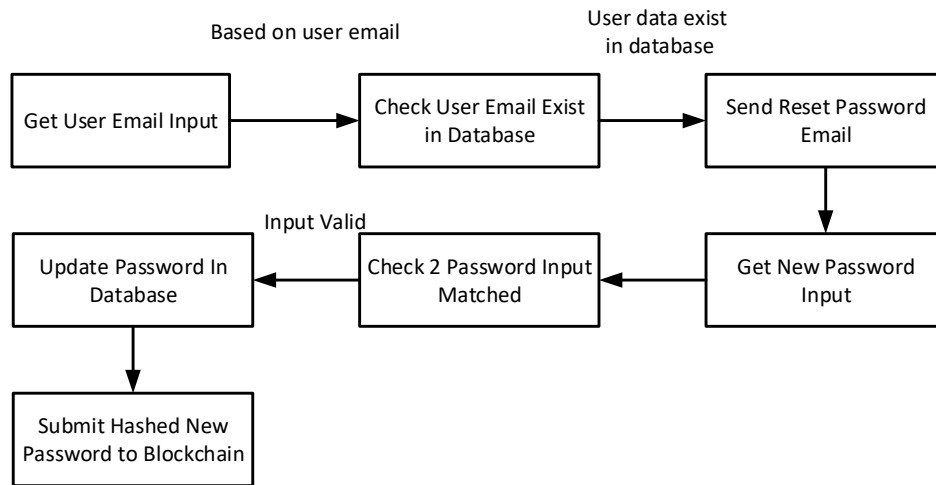 Based on user email
User data exist
in database
Get User Email Input
Check User Email Exist
in Database
Send Reset Password
Email
Input Valid
Update Password In
Database
Check 2 Password Input
Matched
Get New Password
Input
Submit Hashed New
Password to Blockchain